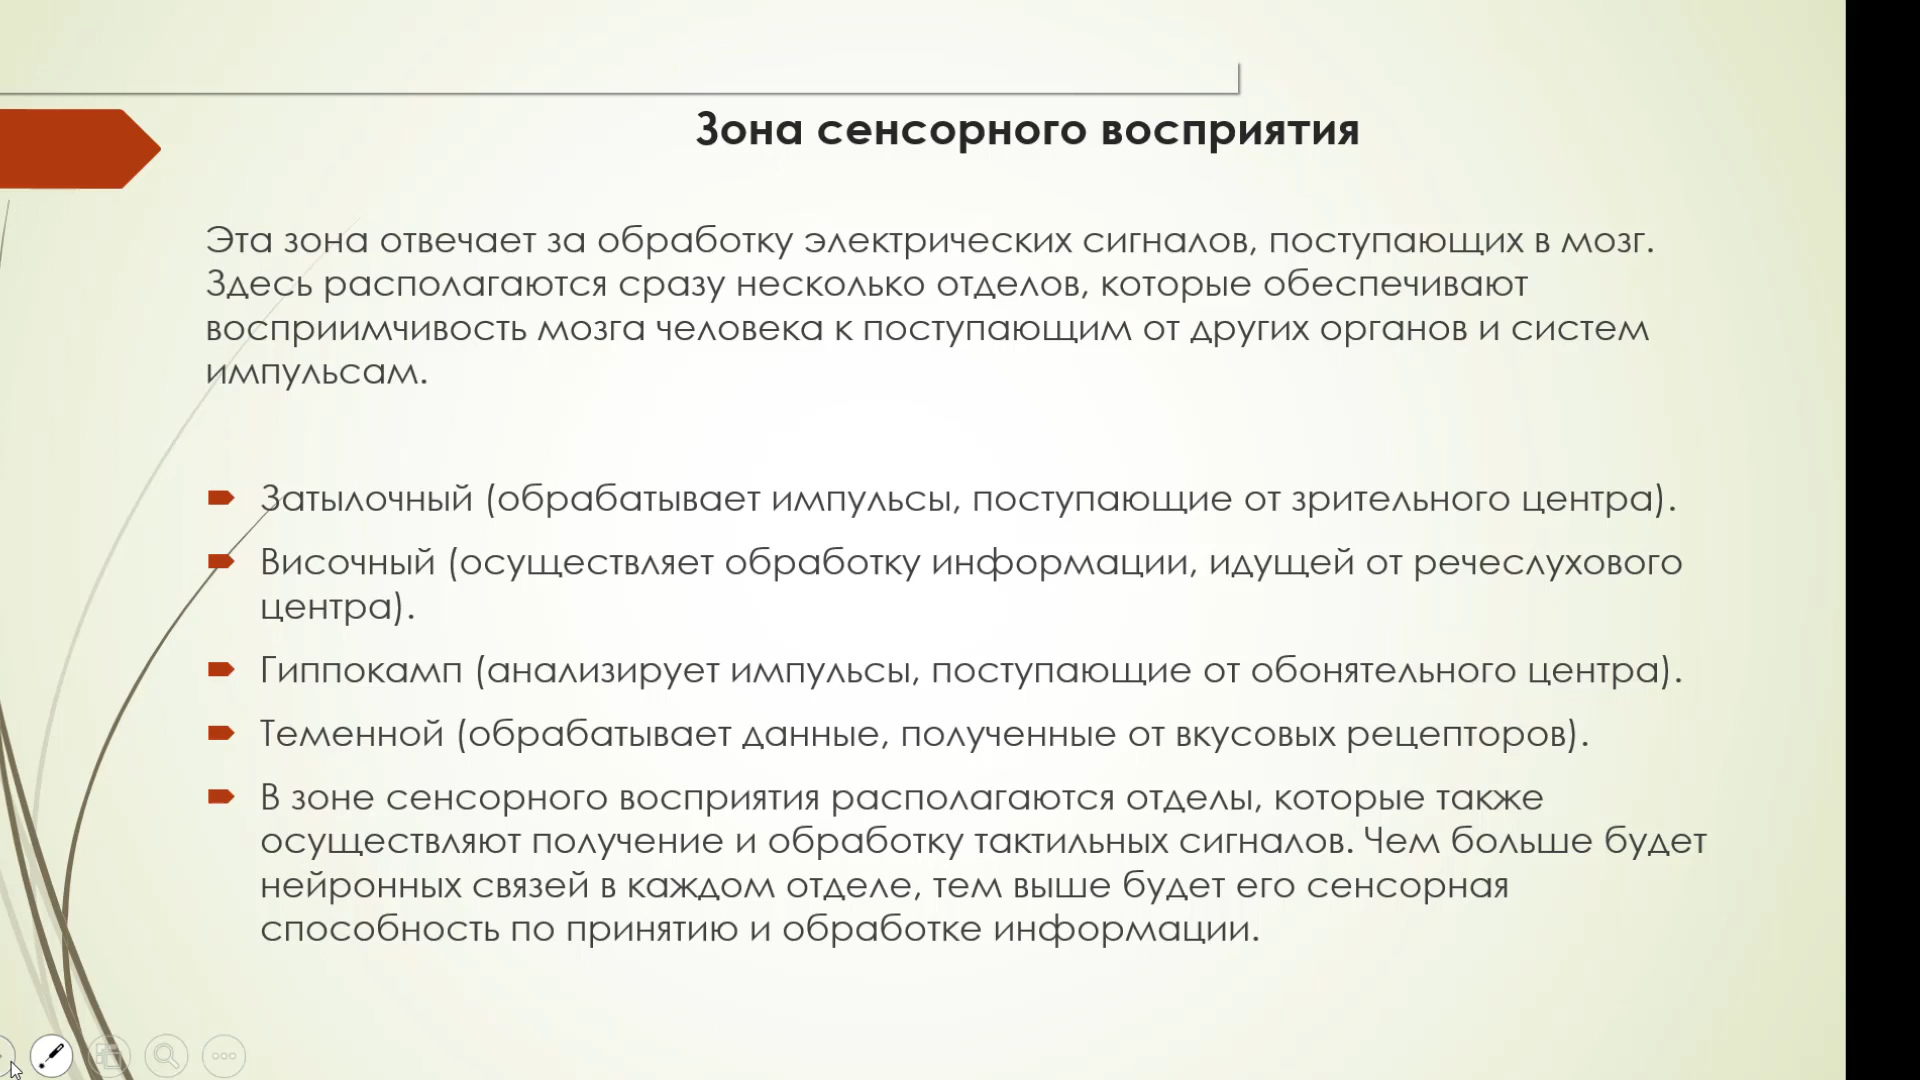 Зона сенсорного восприятия
Эта зона отвечает за обработку электрических сигналов, поступающих в мозг.
Здесь располагаются сразу несколько отделов, которые обеспечивают
восприимчивость мозга человека к поступающим от других органов и систем
импульсам.
Затылочный (обрабатывает импульсы, поступающие от зрительного центра).
Височный (осуществляет обработку информации, идущей от речеслухового
центра).
Гиппокамп (анализирует импульсы, поступающие от обонятельного центра).
Теменной (обрабатывает данные, полученные от вкусовых рецепторов).
В зоне сенсорного восприятия располагаются отделы, которые также
осуществляют получение и обработку тактильных сигналов. Чем больше будет
нейронных связей в каждом отделе, тем выше будет его сенсорная
способность по принятию и обработке информации.